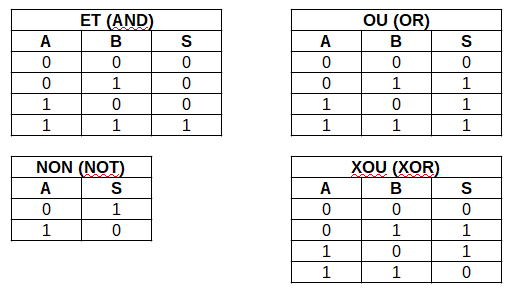 ET (AND)
A B S
0 0 0
0 1 0
1 0 0
1 1 1
OU (OR)
A B S
0 0 0
0 1 1
1 0 1
1 1 1
NON (NOT)
A S
0 1
1 0
XOU (XOR)
A B S
0 0 0
0 1 1
1 0 1
1 1 0